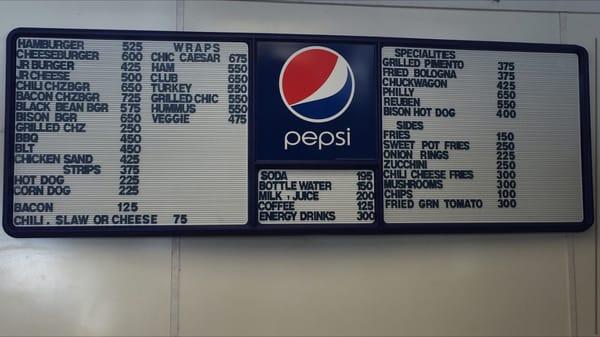 HAMBURGER 525
CHEESEBURGER 600
JR BURGER 425
JR CHEESE 500
CHILI CHZBGR 650
BACON CHZBGR 725
BLACK BEAN BGR 575
BISON BGR 650
GRILLED CHZ 250
BBQ 450
BLT 450
CHICKEN SAND 425
STRIPS 375
HOT DOG 225
CORN DOG 225
BACON 125
CHILI, SLAW OR CHEESE 75
WRAPS
CHIC CAESAR 675
HAM 550
CLUB 650
TURKEY 550
GRILLED CHIC 550
HUMMUS 550
VEGGIE 475
pepsi
SODA 195
BOTTLE WATER 150
MILK , JUICE 200
COFFEE 125
ENERGY DRINKS 300
SPECIALITIES
GRILLED PIMENTO 375
FRIED BOLOGNA 375
CHUCKWAGON 425
PHILLY 650
REUBEN 550
BISON HOT DOG 400
SIDES
FRIES 150
SWEET POT FRIES 250
ONION RINGS 225
ZUCCHINI 250
CHILI CHEESE FRIES 300
MUSHROOMS 300
CHIPS 100
FRIED GRN TOMATO 300